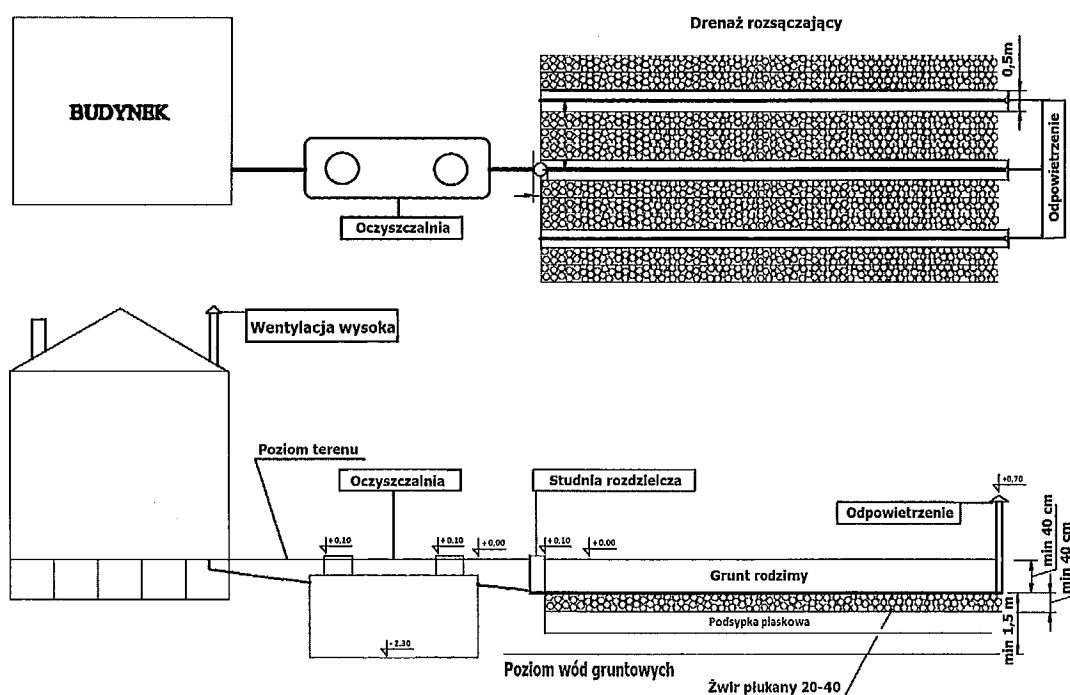 Drenaż rozsączający
0,5m
BUDYNEK
Oczyszczalnia
Odpowietrzenie
Wentylacja wysoka
Poziom terenu
Oczyszczalnia
Studnia rozdzielcza
+0,70
Odpowietrzenie
+0.10
+0.10
+0,00
+0.10
+0,00
min 40 cm
min 40 cm
Grunt rodzimy
Podsypka piaskowa
min 1,5 m
-2.30
Poziom wód gruntowych
Żwir płukany 20-40